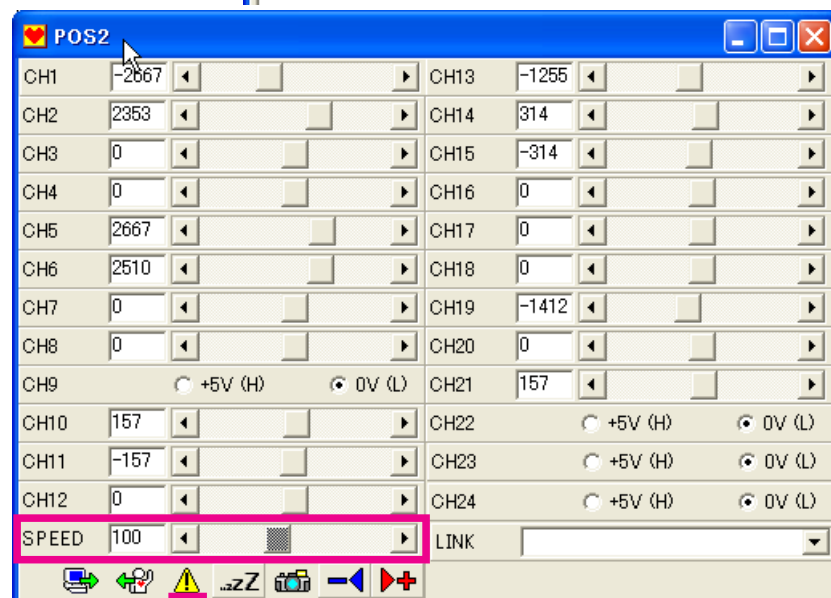 POS2
CH1 -2667
CH2 2353
CH3 0
CH4 0
CH5 2667
CH6 2510
CH7 0
CH8 0
CH9 +5V (H) 0V (L)
CH10 157
CH11 -157
CH12 0
SPEED 100
CH13 -1255
CH14 314
CH15 -314
CH16 0
CH17 0
CH18 0
CH19 -1412
CH20 0
CH21 157
CH22 +5V (H) 0V (L)
CH23 +5V (H) 0V (L)
CH24 +5V (H) 0V (L)
LINK
..zzZ